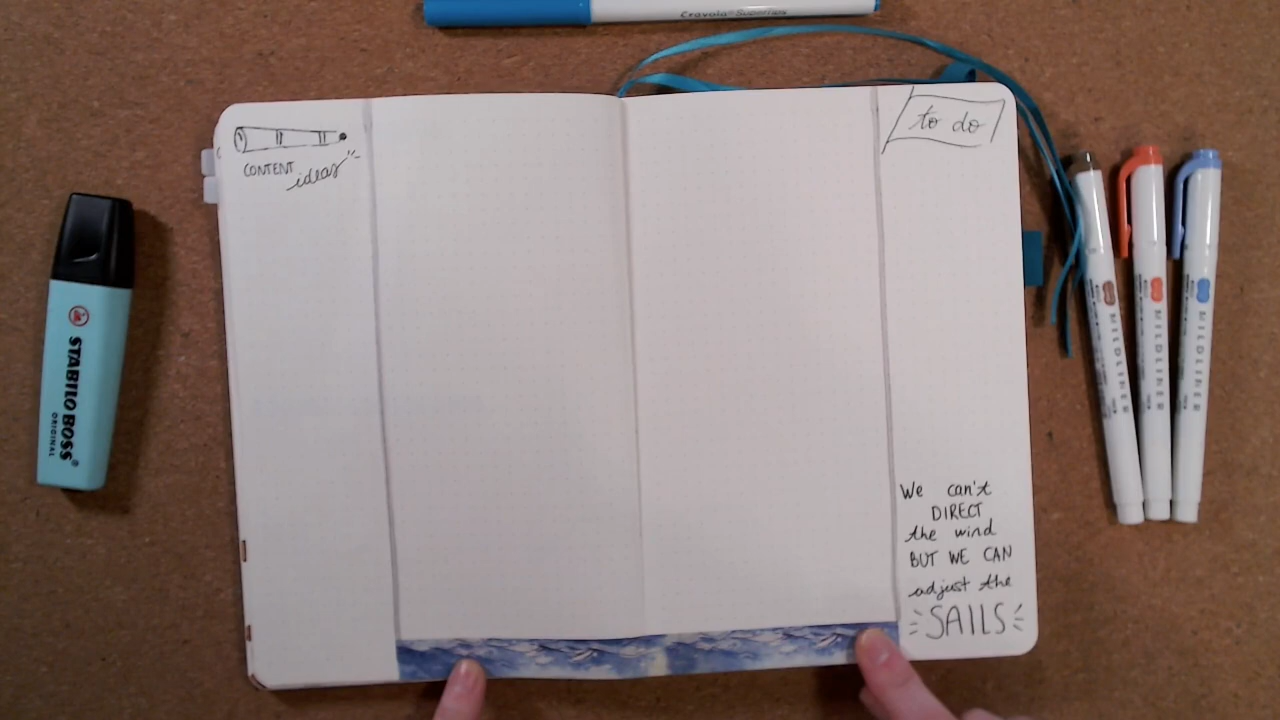 Crayola SuperTips
CONTENT
ideas
to do
STABILO BOSS
ORIGINAL
MILDLINER
MILDLINER
MILDLINER
We can't
DIRECT
the wind
BUT WE CAN
adjust the
SAILS